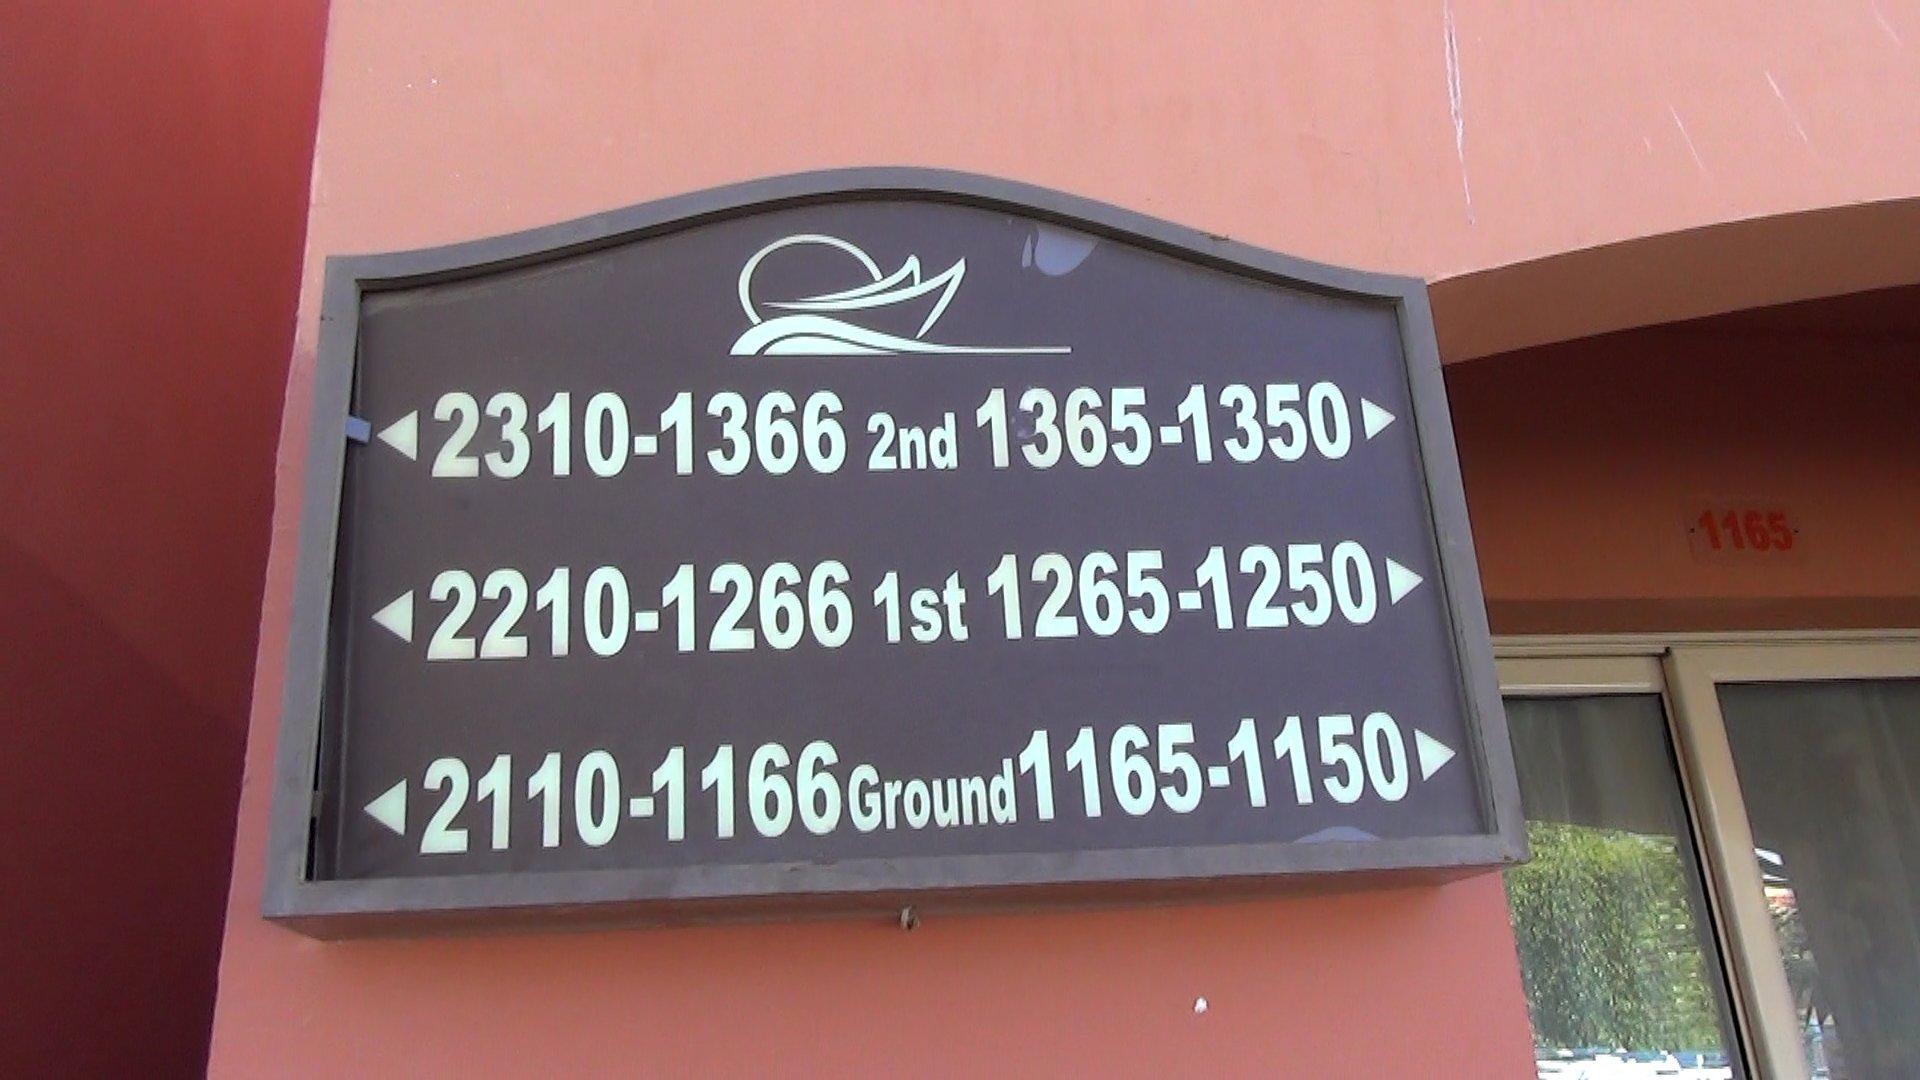 ◀2310-1366 2nd 1365-1350▶
◀2210-1266 1st 1265-1250▶
◀2110-1166 Ground 1165-1150▶
1165